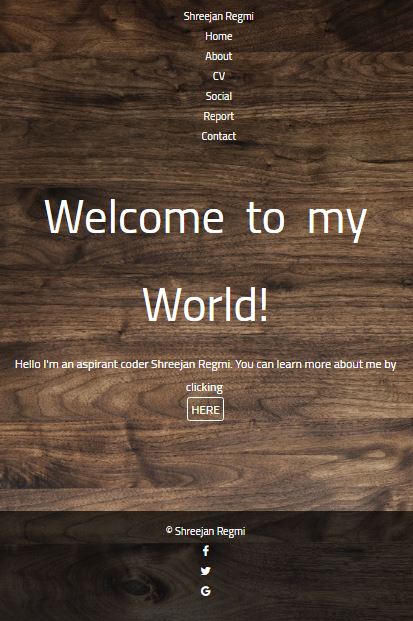 Shreejan Regmi
Home
About
CV
Social
Report
Contact
Welcome to my
World!
Hello I'm an aspirant coder Shreejan Regmi. You can learn more about me by
clicking
HERE
© Shreejan Regmi